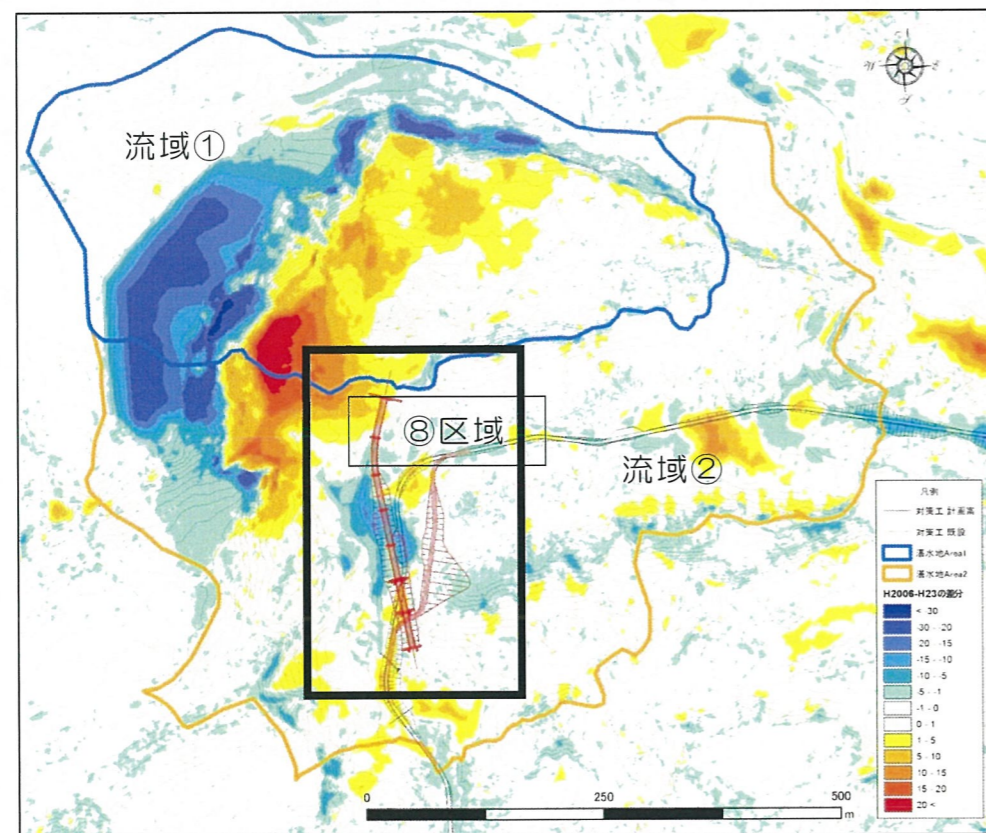 流域①
⑧区域
流域②
凡例
対策工 計画高
対策工 既設
湛水地Area1
湛水地Area2
H2006-H23の差分
< -30
-30 - -20
-20 - -15
-15 - -10
-10 - -5
-5 - -1
-1 - 0
0 - 1
1 - 5
5 - 10
10 - 15
15 - 20
20 <
0 250 500
m